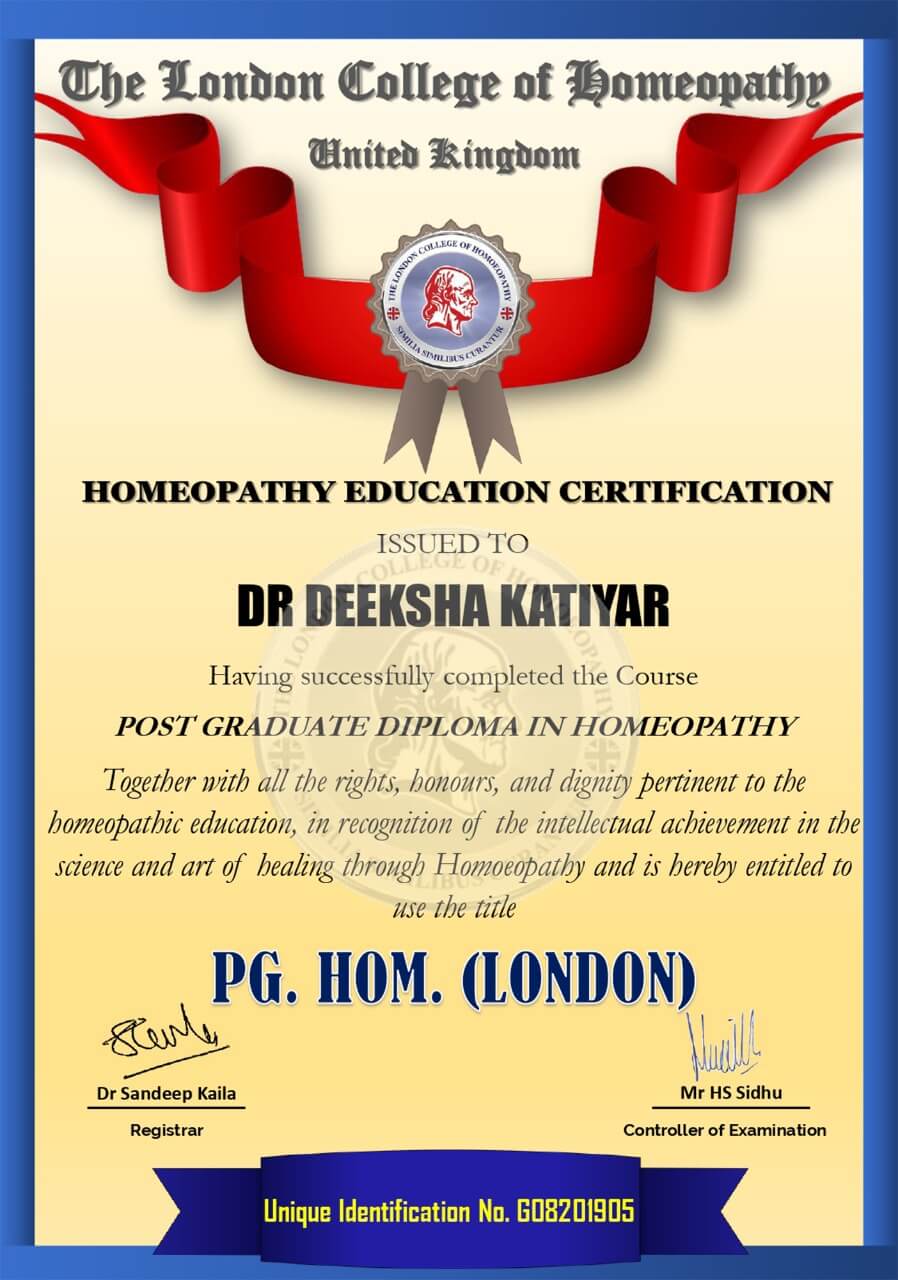 The London College of Homeopathy
United Kingdom
THE LONDON COLLEGE OF HOMOEOPATHY
SIMILIA SIMILIBUS CURANTUR
HOMEOPATHY EDUCATION CERTIFICATION
ISSUED TO
DR DEEKSHA KATIYAR
Having successfully completed the Course
POST GRADUATE DIPLOMA IN HOMEOPATHY
Together with all the rights, honours, and dignity pertinent to the
homeopathic education, in recognition of the intellectual achievement in the
science and art of healing through Homoeopathy and is hereby entitled to
use the title
PG. HOM. (LONDON)
Dr Sandeep Kaila
Registrar
Mr HS Sidhu
Controller of Examination
Unique Identification No. G08201905